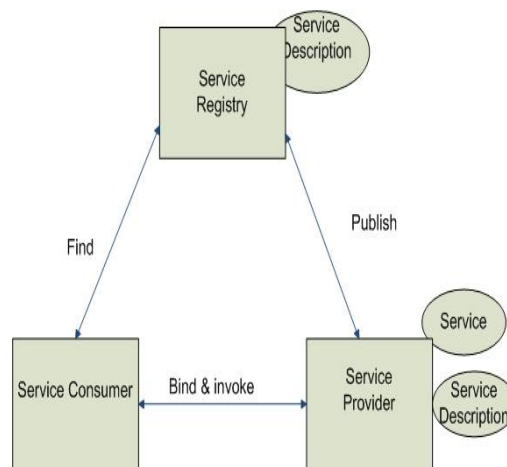 Service
Description
Service
Registry
Find
Publish
Service
Service Consumer
Bind & invoke
Service
Provider
Service
Description